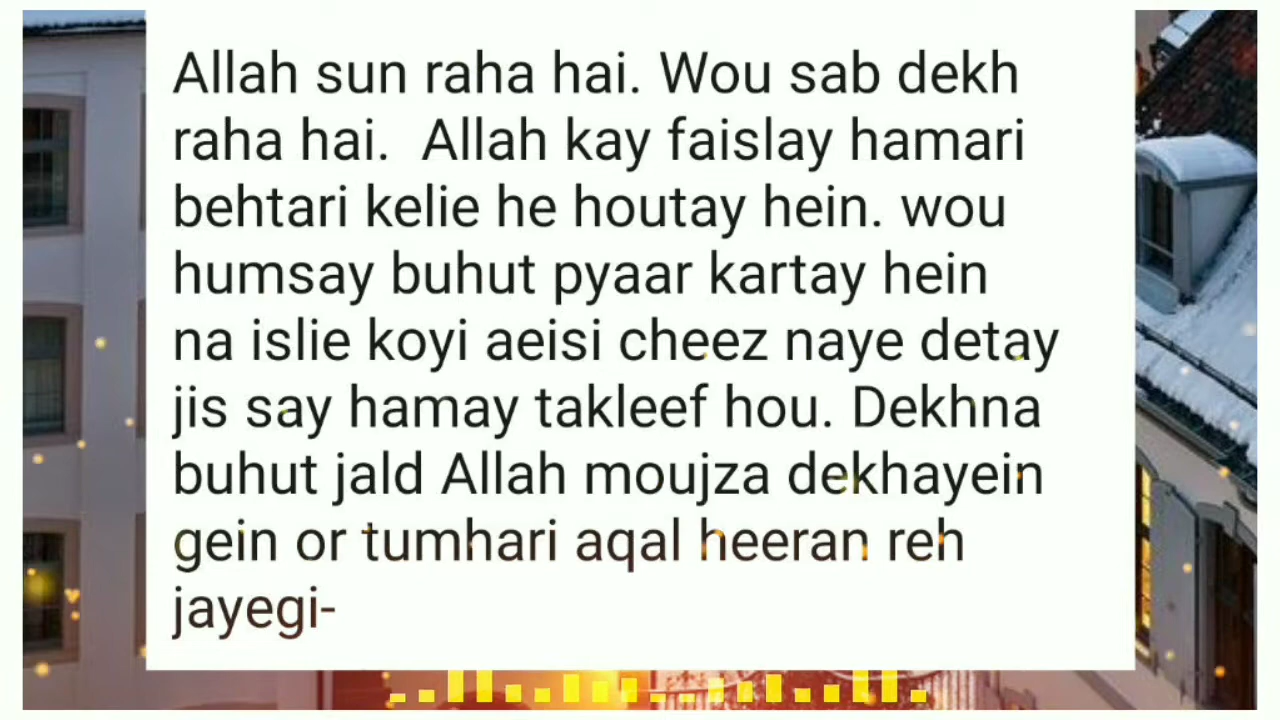 Allah sun raha hai. Wou sab dekh
raha hai.  Allah kay faislay hamari
behtari kelie he houtay hein. wou
humsay buhut pyaar kartay hein
na islie koyi aeisi cheez naye detay
jis say hamay takleef hou. Dekhna
buhut jald Allah moujza dekhayein
gein or tumhari aqal heeran reh
jayegi-